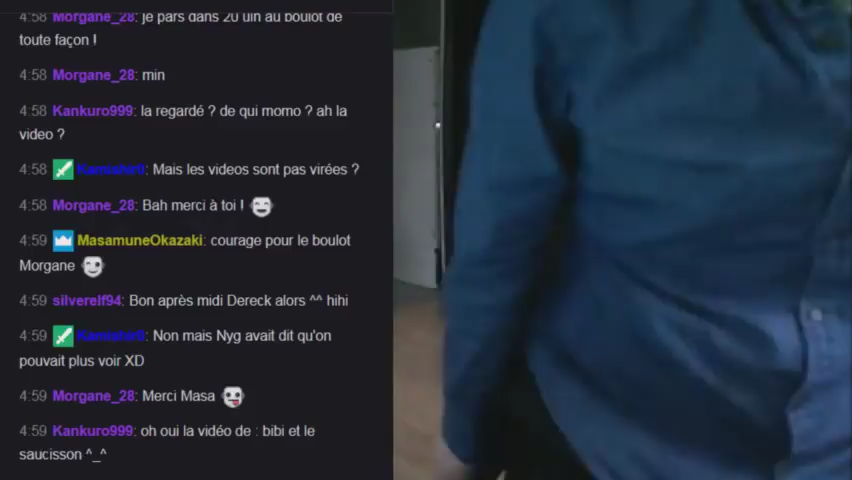 4:58 Morgane_28: je pars dans 20 uin au boulot de
toute façon !
4:58 Morgane_28: min
4:58 Kankuro999: la regardé ? de qui momo ? ah la
video ?
4:58 Kamishirii: Mais les videos sont pas virées ?
4:58 Morgane_28: Bah merci à toi !
4:59 MasamuneOkazaki: courage pour le boulot
Morgane
4:59 silverelf94: Bon après midi Dereck alors ^^ hihi
4:59 Kamishirii: Non mais Nyg avait dit qu'on
pouvait plus voir XD
4:59 Morgane_28: Merci Masa
4:59 Kankuro999: oh oui la vidéo de : bibi et le
saucisson ^_^